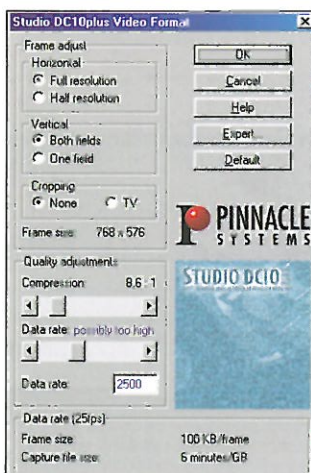 Studio DC10plus Video Format
Frame adjust
Horizontal
Full resolution
Half resolution
Vertical
Both fields
One field
Cropping
None TV
Frame size: 768 x 576
OK
Cancel
Help
Expert...
Default
PINNACLE
SYSTEMS
Quality adjustments
Compression: 8,6 : 1
Data rate: possibly too high
Data rate: 2500
STUDIO DC10
Data rate (25fps)
Frame size 100 KB/frame
Capture file size: 6 minutes/GB